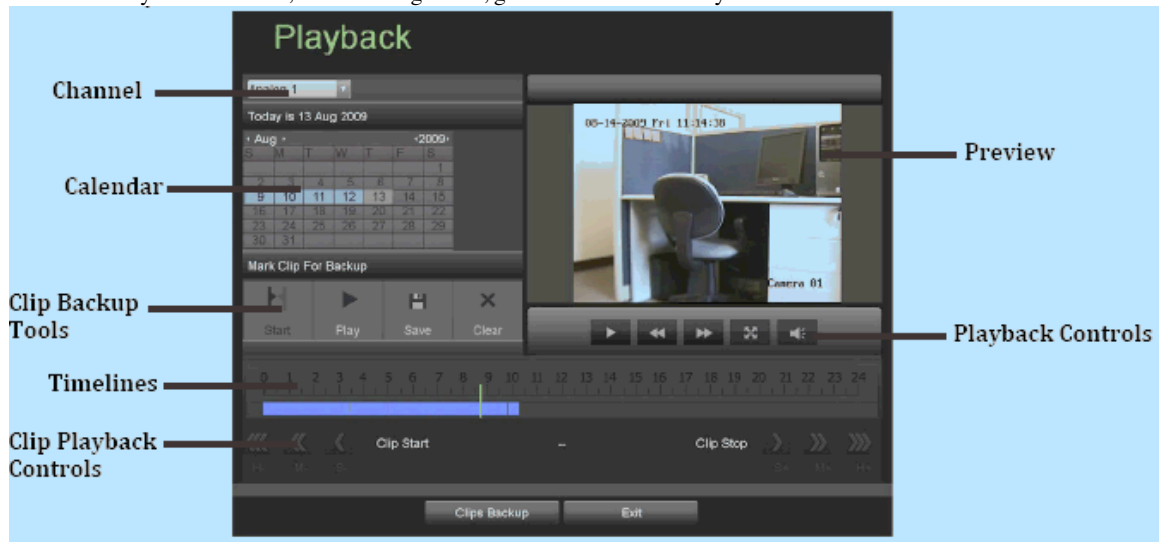 Playback
Channel
Analog 1
Today is 13 Aug 2009
Aug 2009
S M T W T F S
1
2 3 4 5 6 7 8
9 10 11 12 13 14 15
16 17 18 19 20 21 22
23 24 25 26 27 28 29
30 31
Calendar
08-14-2009 Fri 11:14:38
Camera 01
Preview
Mark Clip For Backup
Clip Backup
Tools
Start Play Save Clear
Playback Controls
Timelines
0 1 2 3 4 5 6 7 8 9 10 11 12 13 14 15 16 17 18 19 20 21 22 23 24
Clip Playback
Controls
Clip Start -- Clip Stop
H- M- S- S+ M+ H+
Clips Backup Exit